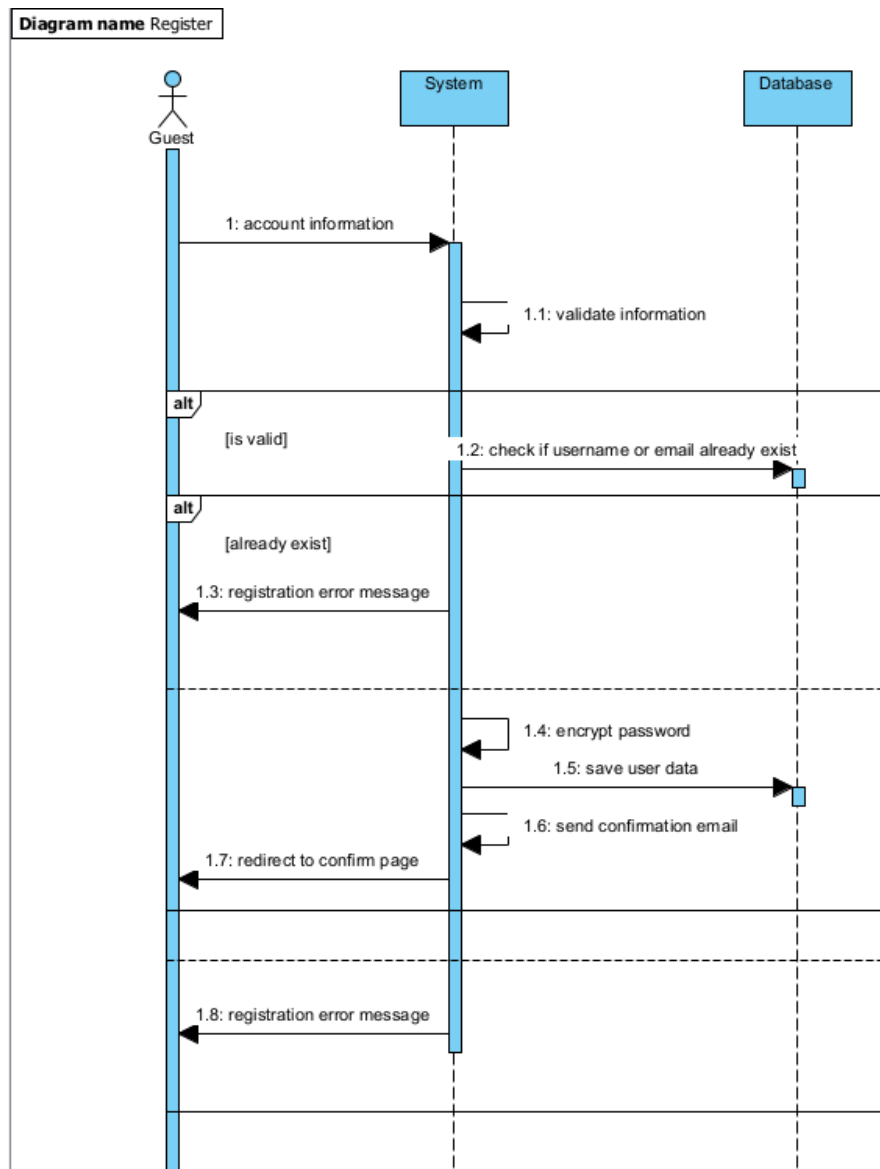 Diagram name Register
System
Database
Guest
1: account information
1.1: validate information
alt
[is valid]
1.2: check if username or email already exist
alt
[already exist]
1.3: registration error message
1.4: encrypt password
1.5: save user data
1.6: send confirmation email
1.7: redirect to confirm page
1.8: registration error message